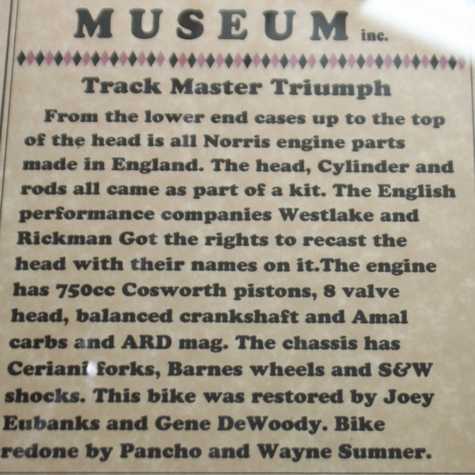 MUSEUM inc.
Track Master Triumph
From the lower end cases up to the top
of the head is all Norris engine parts
made in England. The head, Cylinder and
rods all came as part of a kit. The English
performance companies Westlake and
Rickman Got the rights to recast the
head with their names on it.The engine
has 750cc Cosworth pistons, 8 valve
head, balanced crankshaft and Amal
carbs and ARD mag. The chassis has
Ceriani forks, Barnes wheels and S&W
shocks. This bike was restored by Joey
Eubanks and Gene DeWoody. Bike
redone by Pancho and Wayne Sumner.